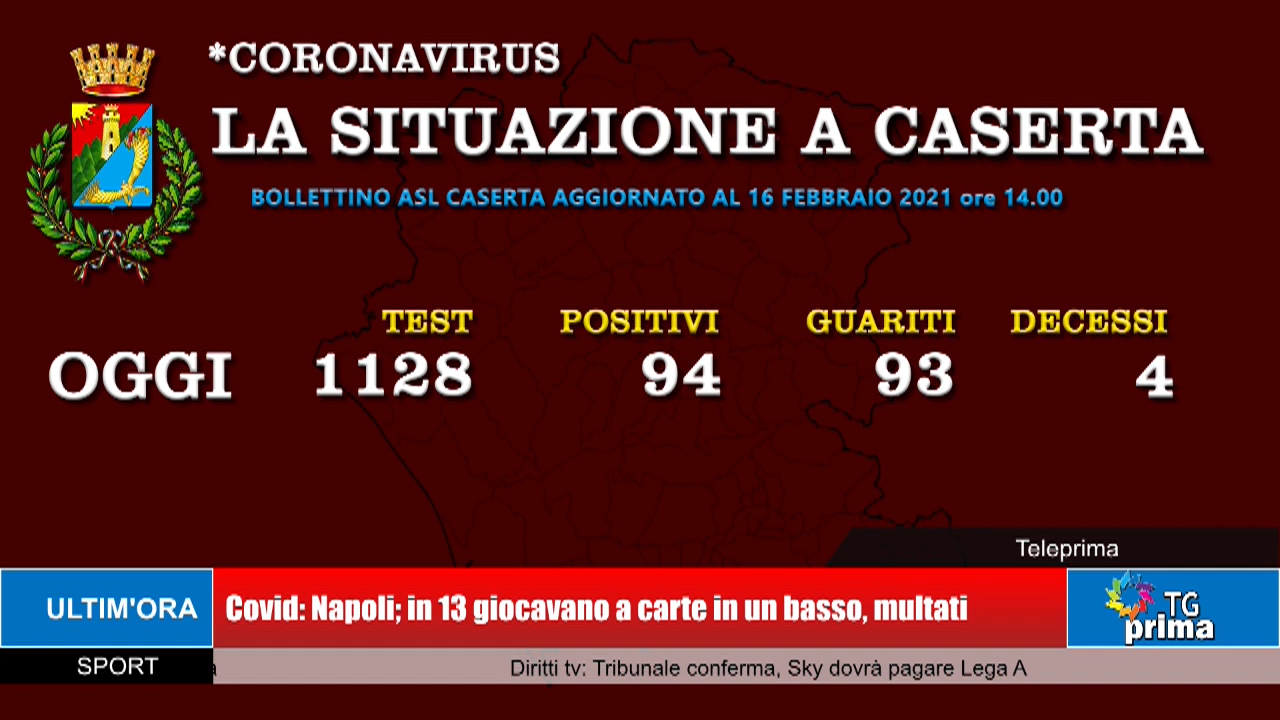 *CORONAVIRUS
LA SITUAZIONE A CASERTA
BOLLETTINO ASL CASERTA AGGIORNATO AL 16 FEBBRAIO 2021 ore 14.00
TEST POSITIVI GUARITI DECESSI
OGGI 1128 94 93 4
Teleprima
ULTIM'ORA Covid: Napoli; in 13 giocavano a carte in un basso, multati
TG prima
SPORT Diritti tv: Tribunale conferma, Sky dovrà pagare Lega A